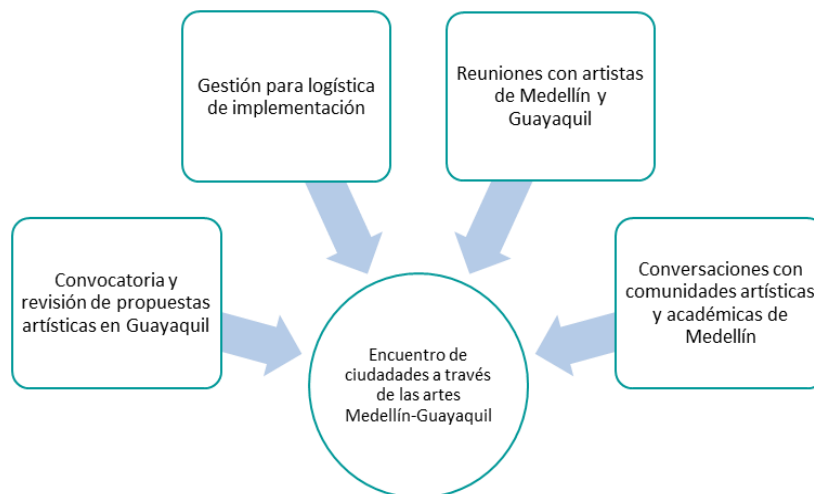 Gestión para logística
de implementación
Reuniones con artistas
de Medellín y
Guayaquil
Convocatoria y
revisión de propuestas
artísticas en Guayaquil
Conversaciones con
comunidades artísticas
y académicas de
Medellín
Encuentro de
ciudadades a través
de las artes
Medellín-Guayaquil